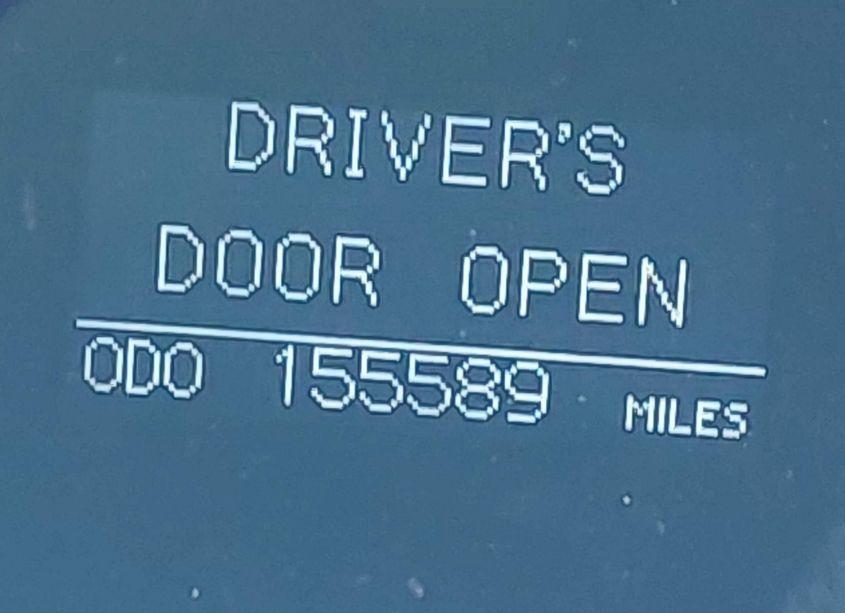 DRIVER'S
DOOR OPEN
ODO 155589 MILES